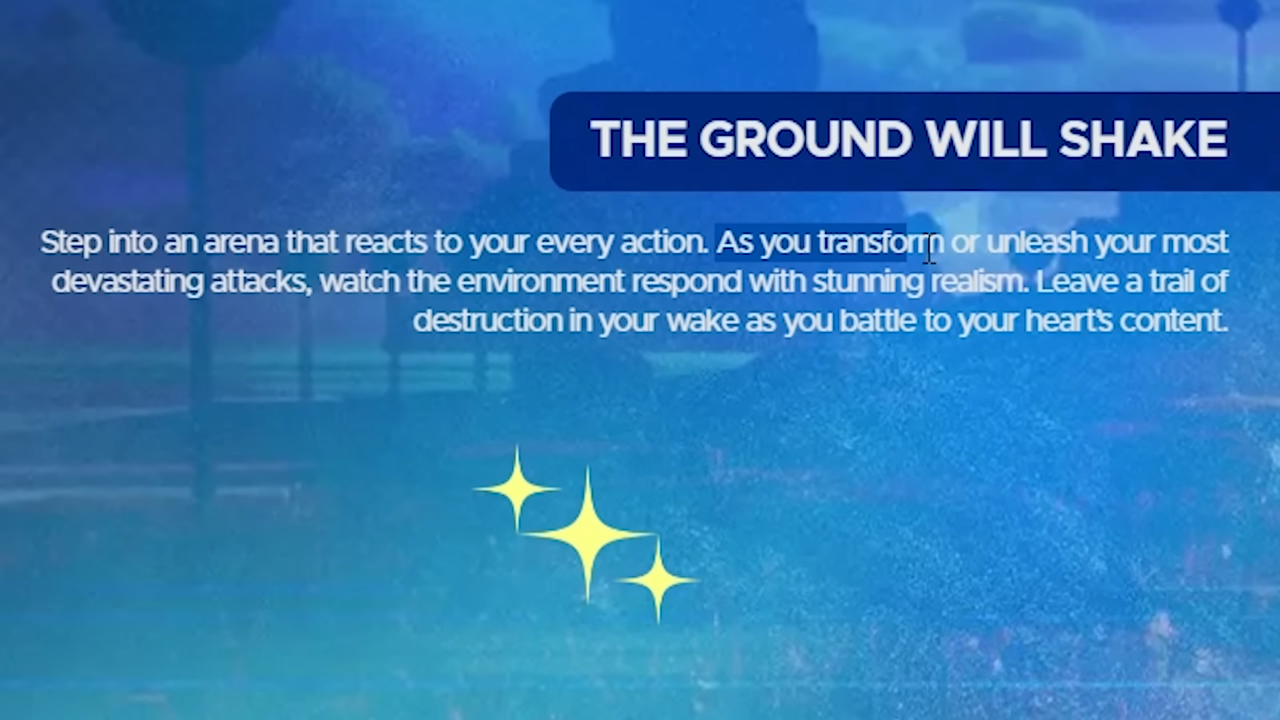 THE GROUND WILL SHAKE
Step into an arena that reacts to your every action. As you transform or unleash your most
devastating attacks, watch the environment respond with stunning realism. Leave a trail of
destruction in your wake as you battle to your heart's content.